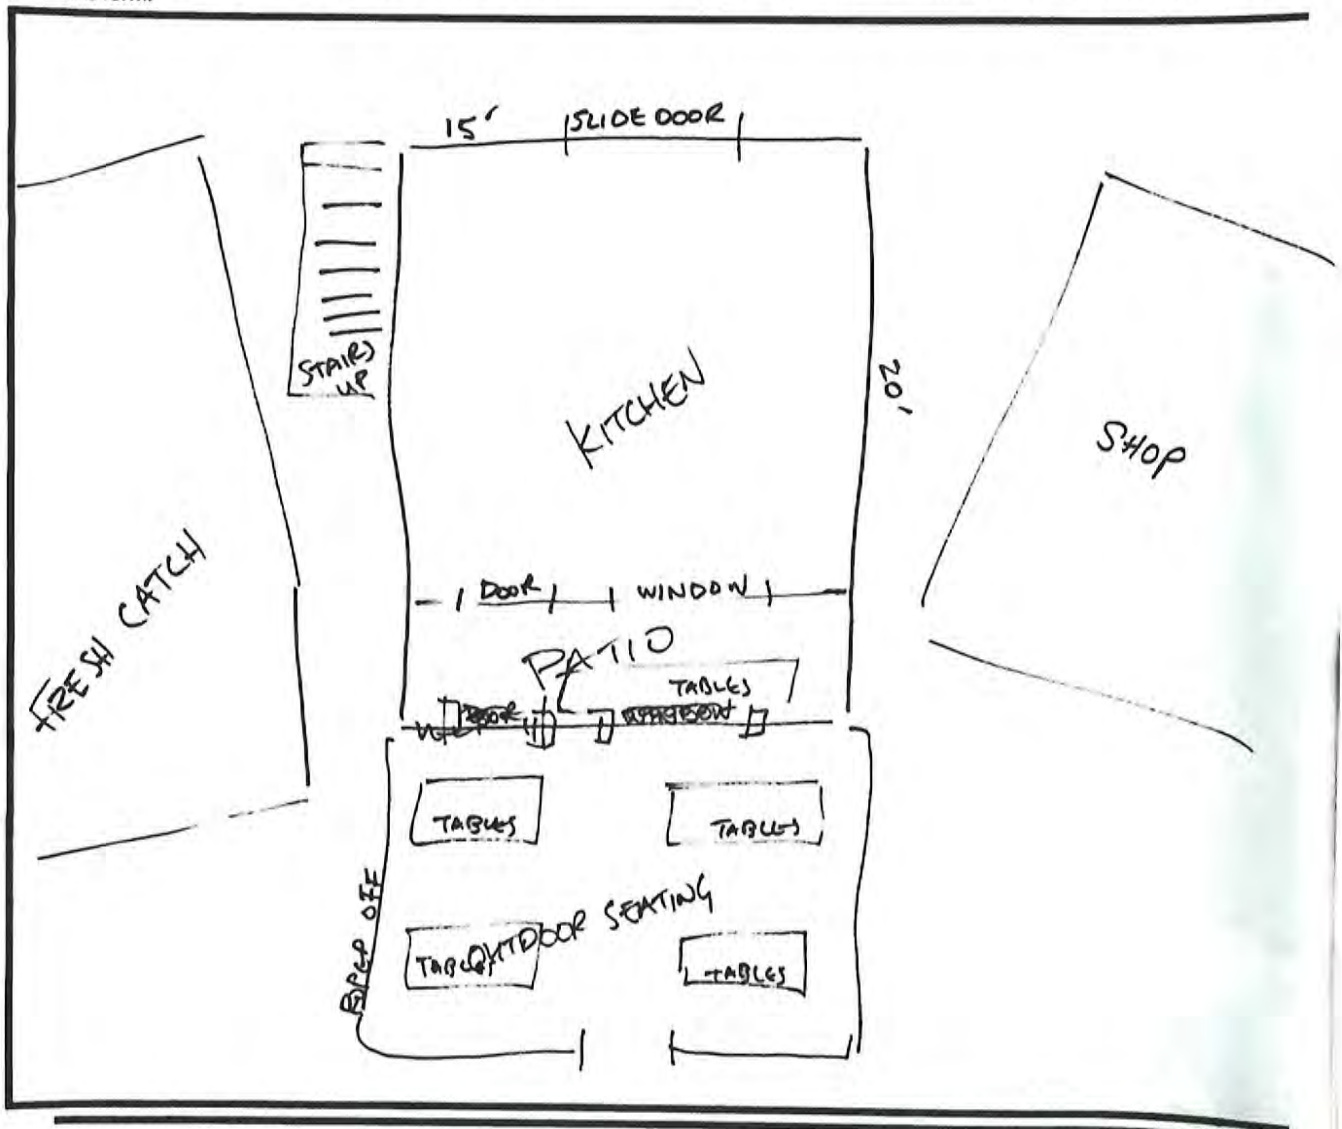 15' SLIDE DOOR
STAIRS
UP
KITCHEN
20'
SHOP
FRESH CATCH
DOOR WINDOW
PATIO
TABLES
TABLES
TABLES
OUTDOOR SEATING
TABLES
TABLES